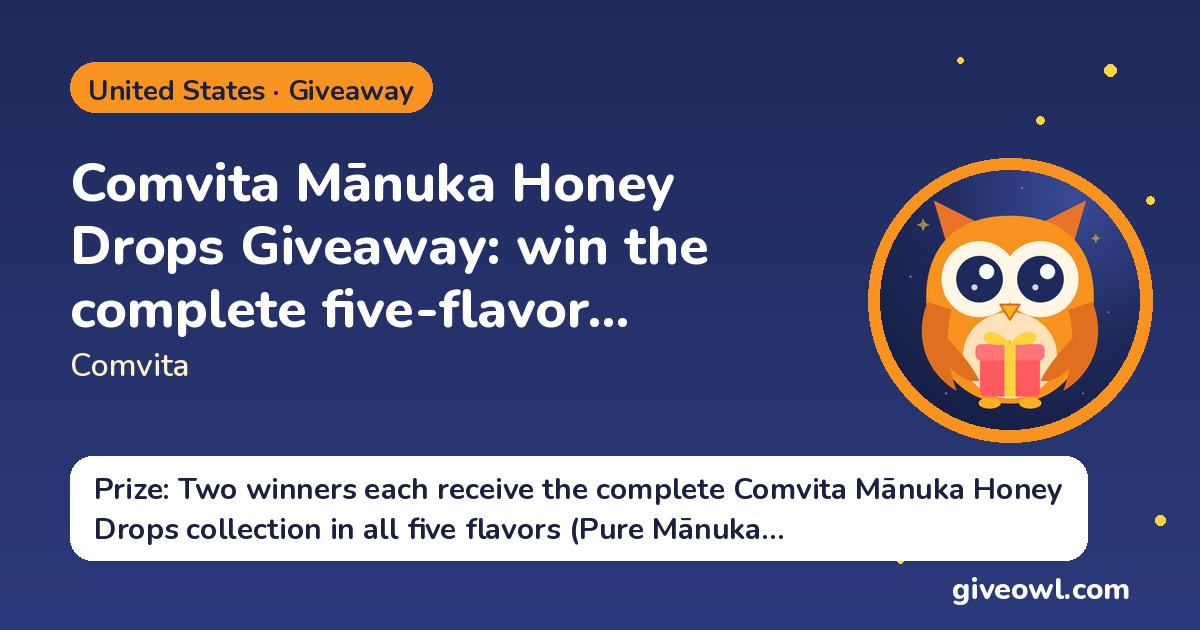 United States · Giveaway
Comvita Mānuka Honey
Drops Giveaway: win the
complete five-flavor...
Comvita
Prize: Two winners each receive the complete Comvita Mānuka Honey
Drops collection in all five flavors (Pure Mānuka...
giveowl.com